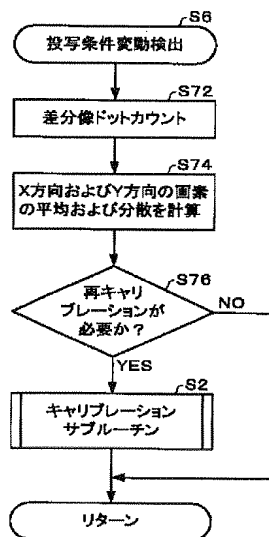 S6
投写条件変動検出
S72
差分像ドットカウント
S74
X方向およびY方向の画素
の平均および分散を計算
S76
再キャリ
ブレーションが
必要か？
NO
YES
S2
キャリブレーション
サブルーチン
リターン